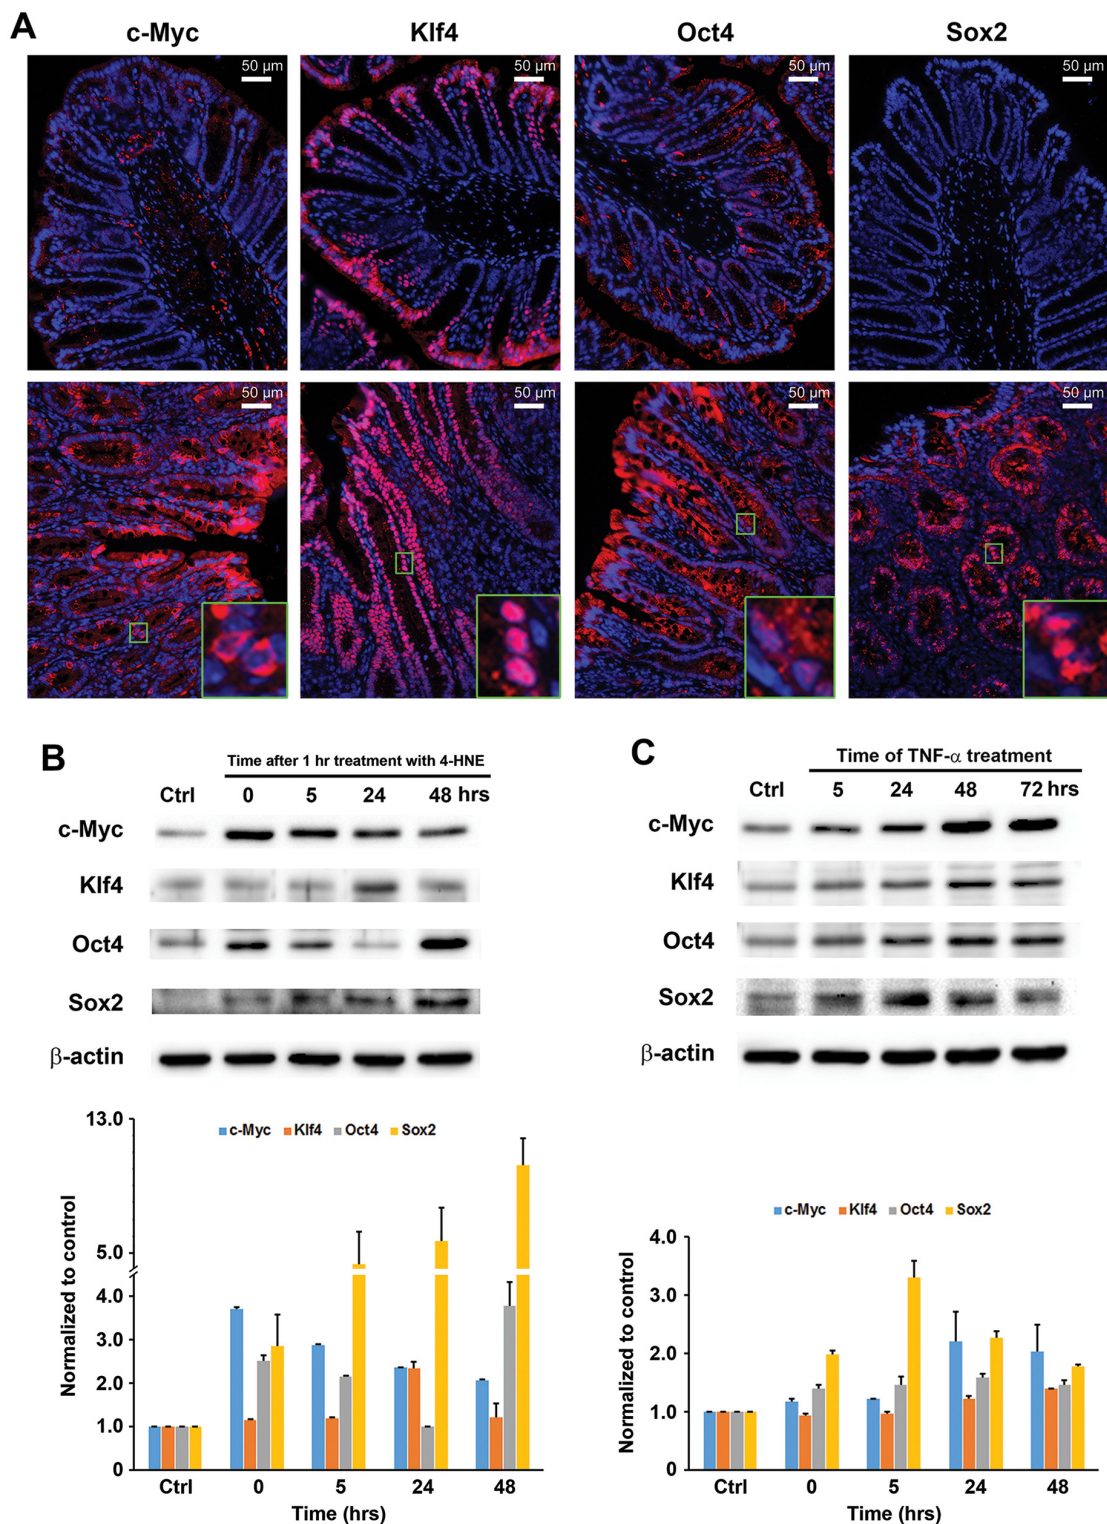 A
c-Myc Klf4 Oct4 Sox2
50 µm 50 µm 50 µm 50 µm
50 µm 50 µm 50 µm 50 µm
B
Time after 1 hr treatment with 4-HNE
Ctrl 0 5 24 48 hrs
c-Myc
Klf4
Oct4
Sox2
β-actin
13.0
5.0
4.0
3.0
2.0
1.0
0
Normalized to control
c-Myc Klf4 Oct4 Sox2
Ctrl 0 5 24 48
Time (hrs)
C
Time of TNF-α treatment
Ctrl 5 24 48 72 hrs
c-Myc
Klf4
Oct4
Sox2
β-actin
c-Myc Klf4 Oct4 Sox2
4.0
3.0
2.0
1.0
0
Normalized to control
Ctrl 0 5 24 48
Time (hrs)